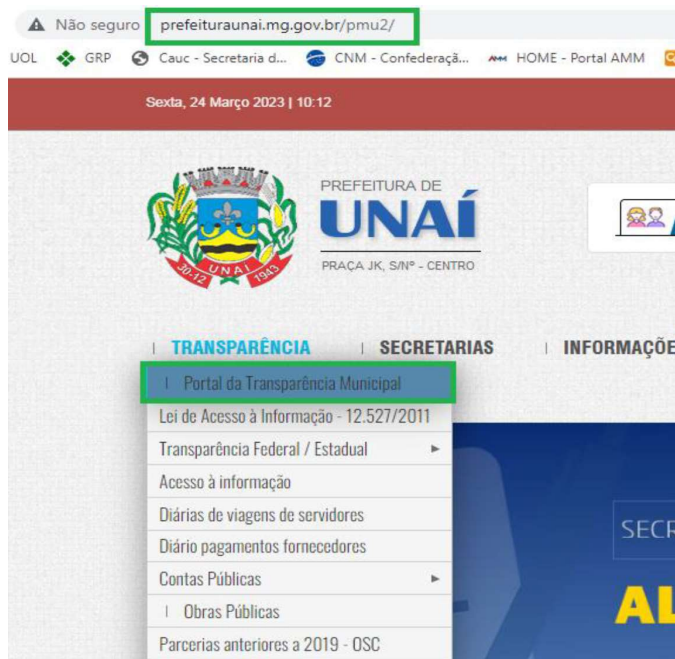 Não seguro prefeituraunai.mg.gov.br/pmu2/
UOL GRP Cauc - Secretaria d... CNM - Confederaçã... AMM HOME - Portal AMM
Sexta, 24 Março 2023 | 10:12
PREFEITURA DE
UNAÍ
PRAÇA JK, S/Nº - CENTRO
30-12 UNAI 1943
| TRANSPARÊNCIA | SECRETARIAS | INFORMAÇÕE
| Portal da Transparência Municipal
Lei de Acesso à Informação - 12.527/2011
Transparência Federal / Estadual
Acesso à informação
Diárias de viagens de servidores
Diário pagamentos fornecedores
Contas Públicas
| Obras Públicas
Parcerias anteriores a 2019 - OSC
SECR
AL